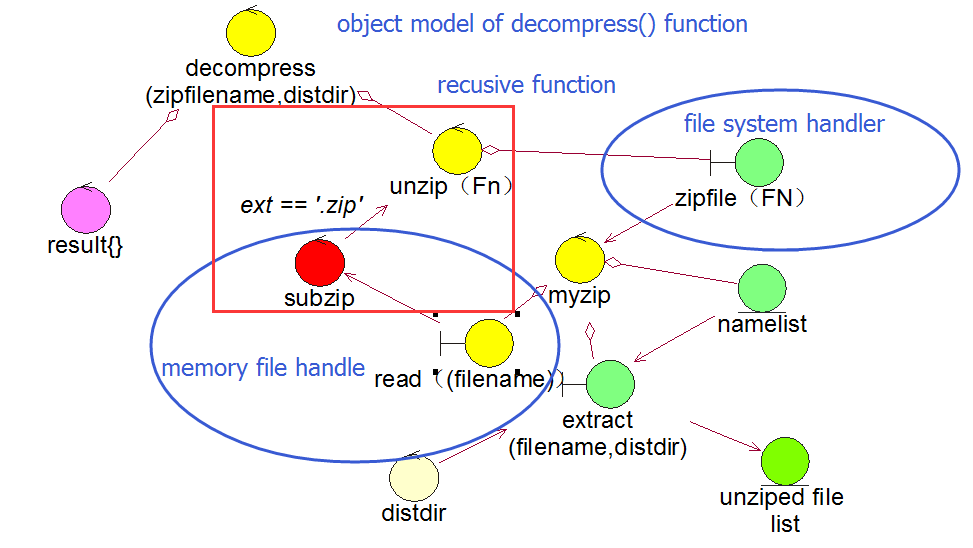 object model of decompress() function
decompress
(zipfilename,distdir)
recusive function
file system handler
unzip（Fn）
zipfile（FN）
ext == '.zip'
result{}
subzip
myzip
namelist
memory file handle
read（(filename)）
extract
(filename,distdir)
distdir
unziped file
list